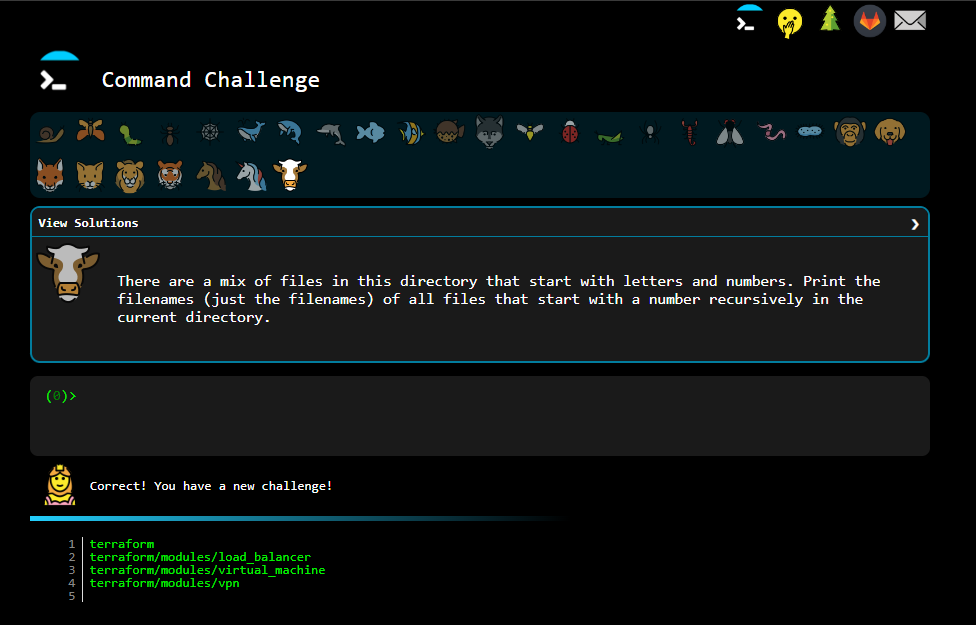 Command Challenge
View Solutions ❯
There are a mix of files in this directory that start with letters and numbers. Print the
filenames (just the filenames) of all files that start with a number recursively in the
current directory.
(0)>
Correct! You have a new challenge!
1 terraform
2 terraform/modules/load_balancer
3 terraform/modules/virtual_machine
4 terraform/modules/vpn
5